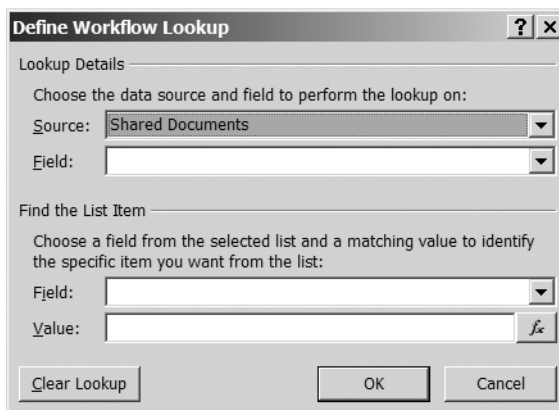 Define Workflow Lookup
Lookup Details
Choose the data source and field to perform the lookup on:
Source: Shared Documents
Field:
Find the List Item
Choose a field from the selected list and a matching value to identify
the specific item you want from the list:
Field:
Value: fx
Clear Lookup OK Cancel